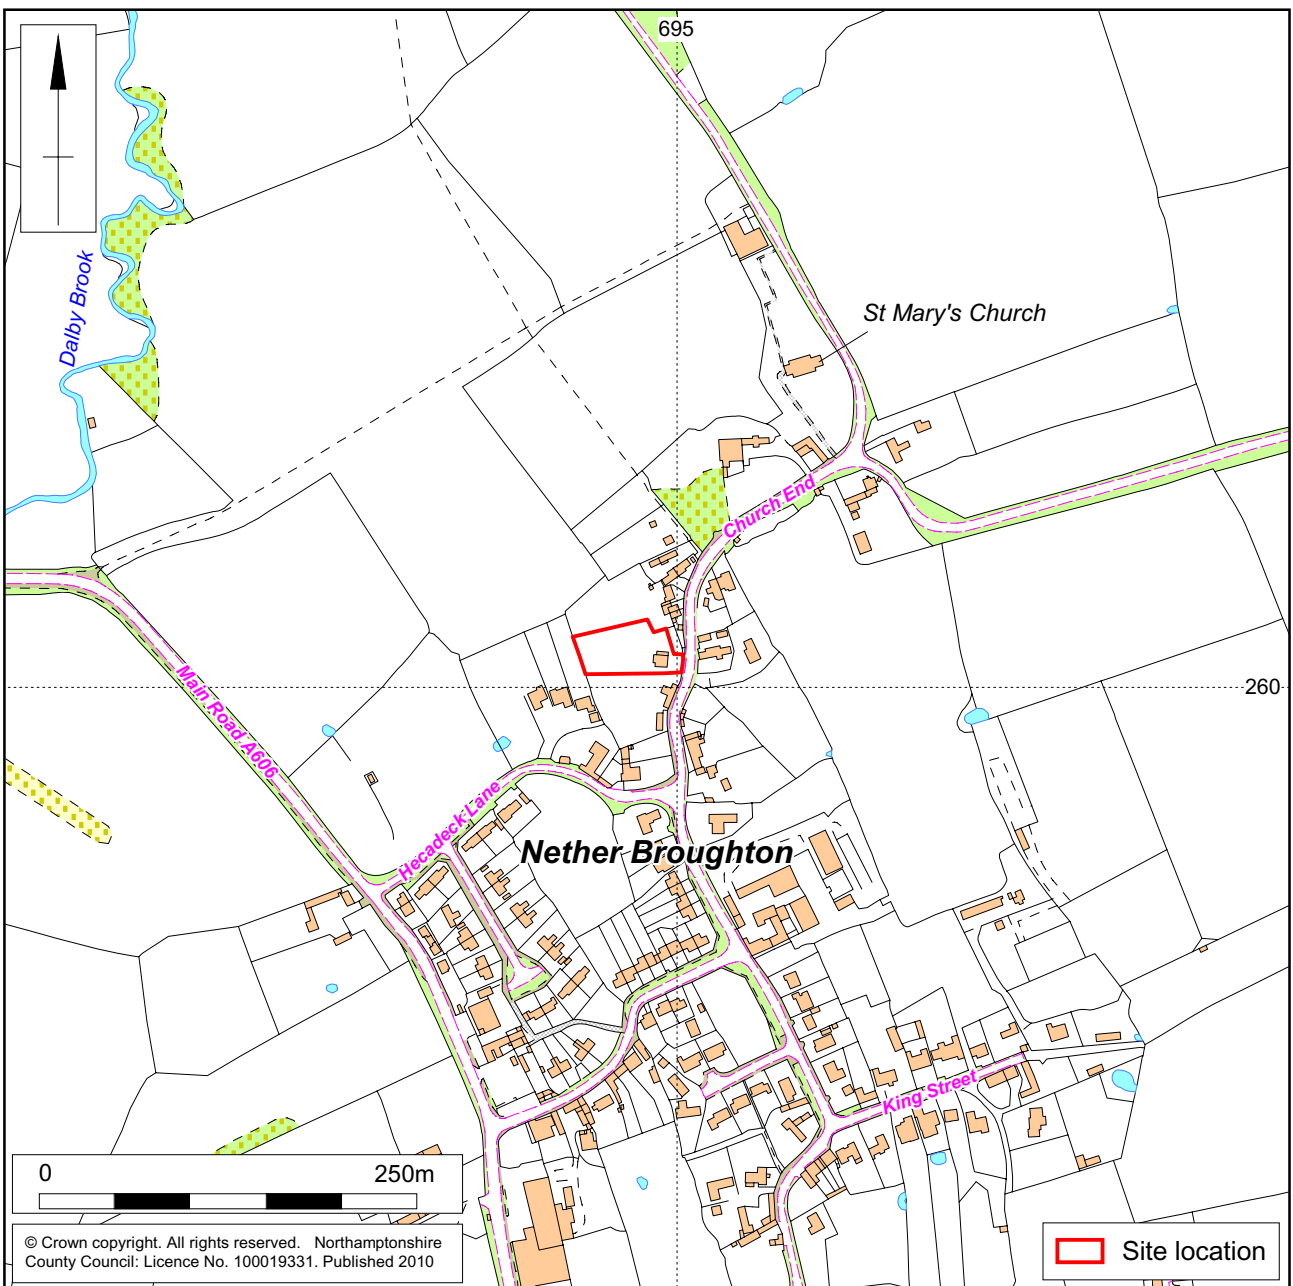 695
Dalby Brook
St Mary's Church
Church End
260
Main Road A606
Hecadeck Lane
Nether Broughton
King Street
0 250m
© Crown copyright. All rights reserved. Northamptonshire
County Council: Licence No. 100019331. Published 2010
Site location